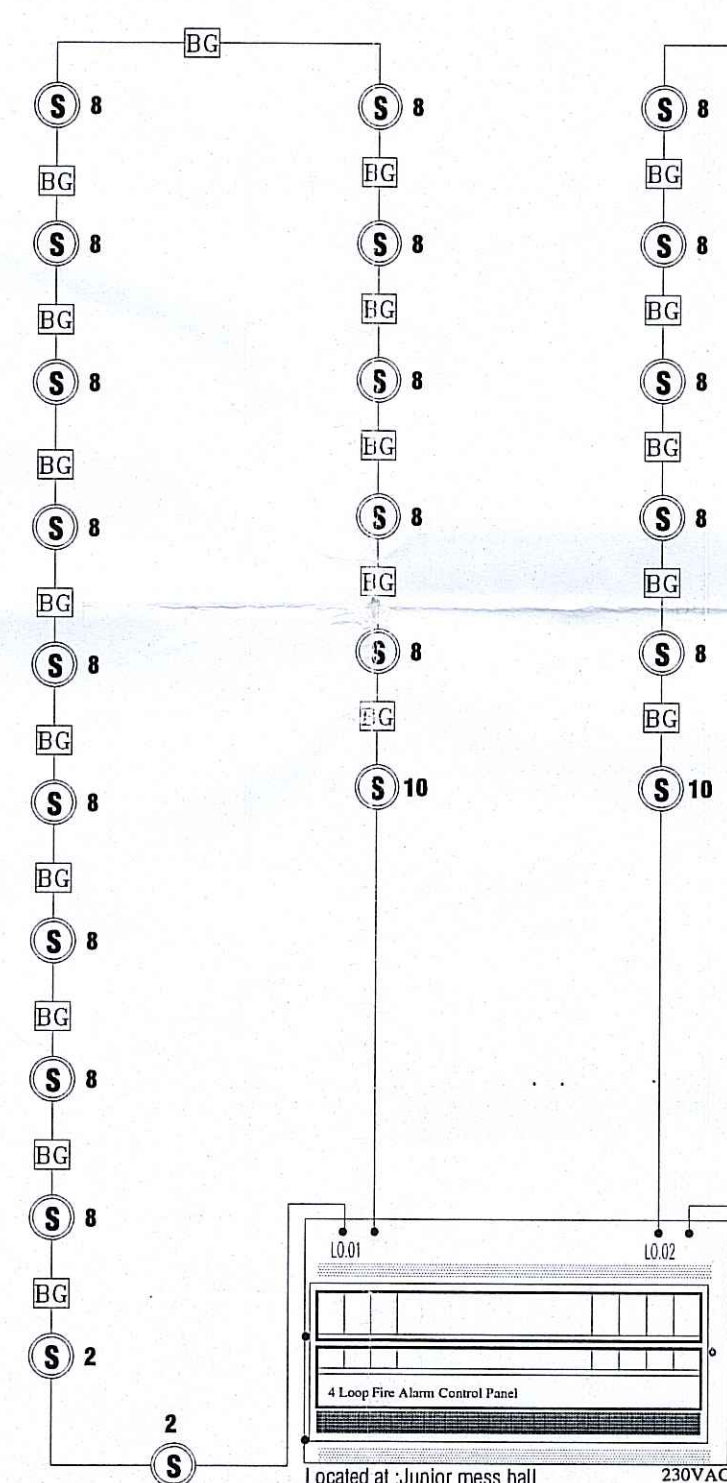 BG
S 8 S 8 S 8
BG BG BG
S 8 S 8 S 8
BG BG BG
S 8 S 8 S 8
BG BG BG
S 8 S 8 S 8
BG BG BG
S 8 S 8 S 8
BG BG BG
S 8 S 10 S 10
BG
S 8
BG
S 8
BG
S 8
BG
S 2
LO.01 LO.02
4 Loop Fire Alarm Control Panel
2
S
Located at :Junior mess hall 230VAC